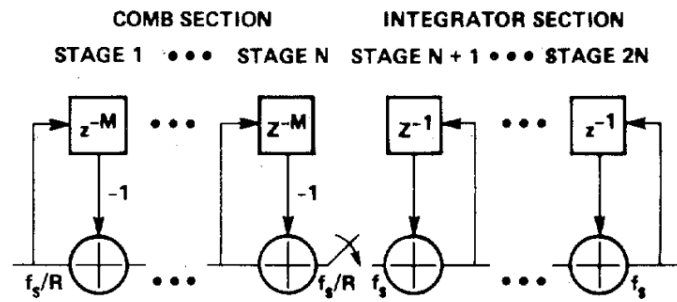 COMB SECTION INTEGRATOR SECTION
STAGE 1 ••• STAGE N STAGE N + 1 ••• STAGE 2N
z⁻ᴹ ••• Z⁻ᴹ Z⁻¹ ••• z⁻¹
-1 -1
fₛ/R ••• fₛ/R fₛ ••• fₛ